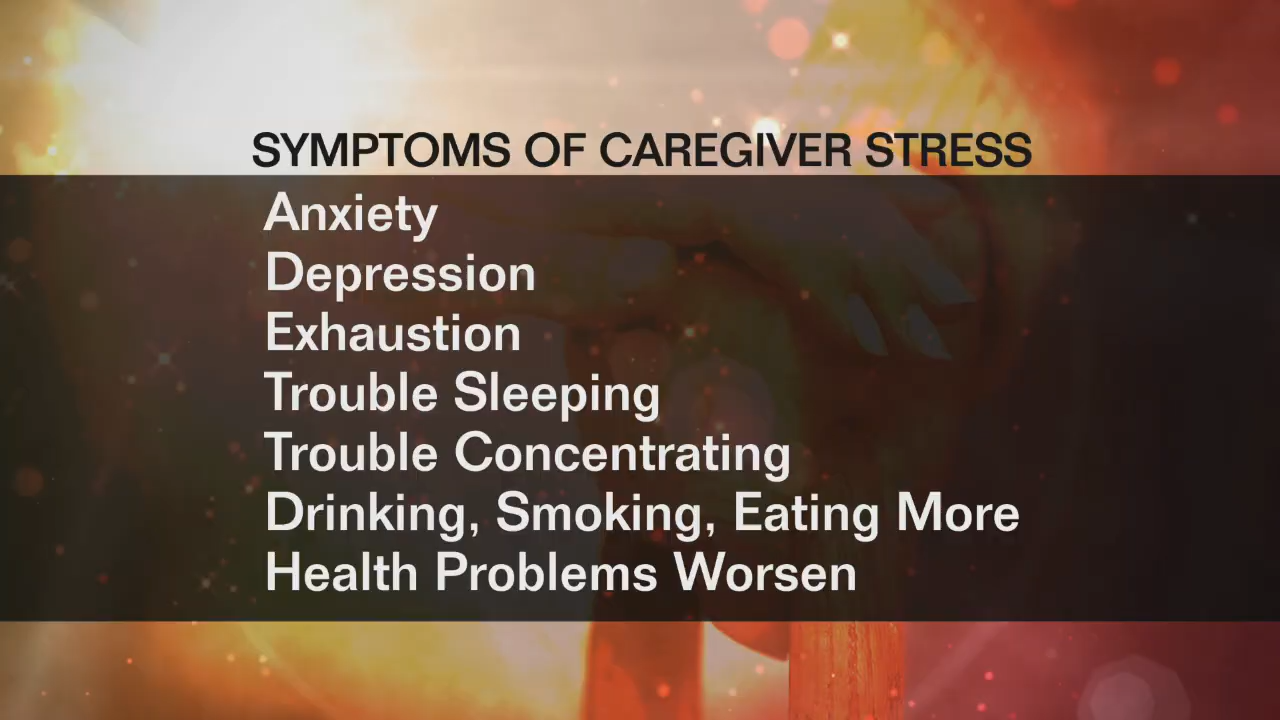 SYMPTOMS OF CAREGIVER STRESS
Anxiety
Depression
Exhaustion
Trouble Sleeping
Trouble Concentrating
Drinking, Smoking, Eating More
Health Problems Worsen